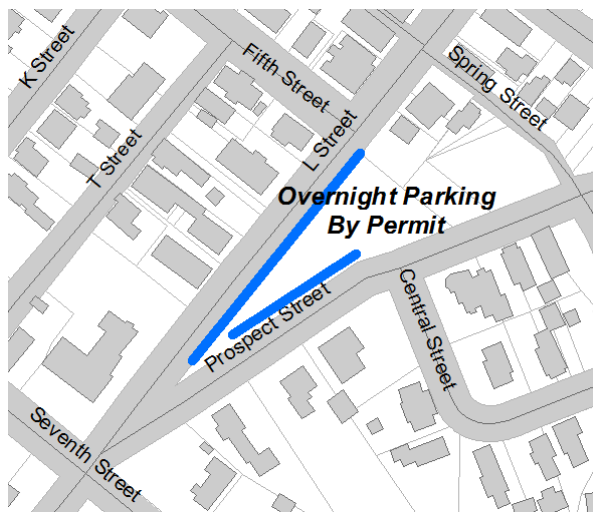 K Street
Fifth Street
Spring Street
T Street
L Street
Overnight Parking
By Permit
Prospect Street
Central Street
Seventh Street